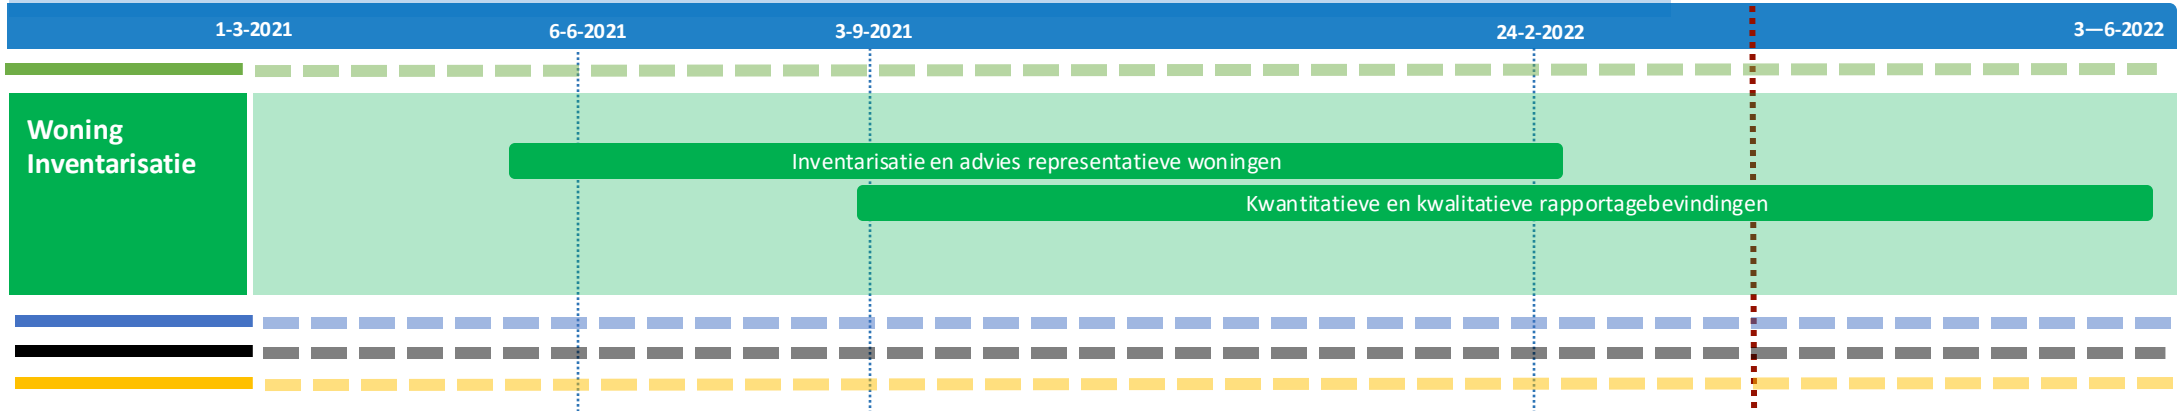 1-3-2021
6-6-2021
3-9-2021
24-2-2022
3—6-2022
Woning
Inventarisatie
Inventarisatie en advies representatieve woningen
Kwantitatieve en kwalitatieve rapportagebevindingen